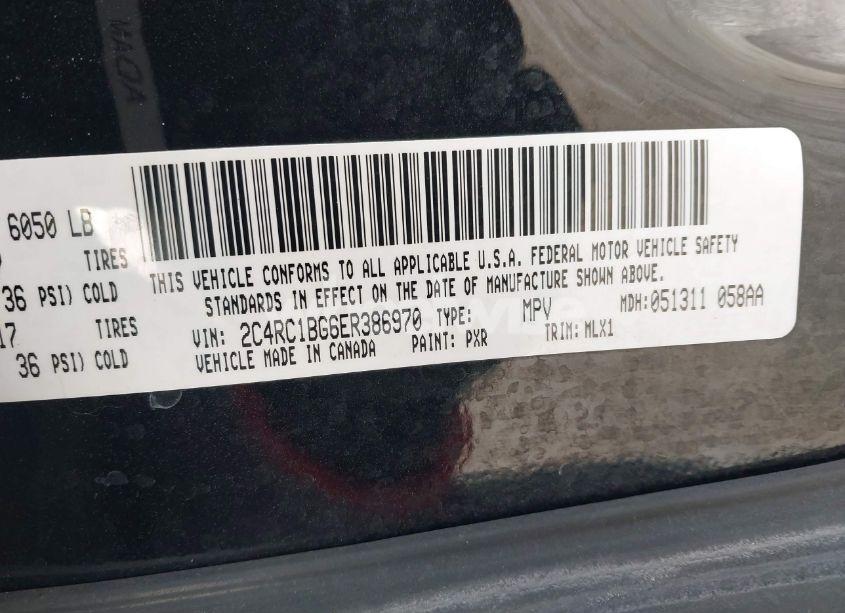 6050 LB
TIRES
36 PSI) COLD
17
36 PSI) COLD
THIS VEHICLE CONFORMS TO ALL APPLICABLE U.S.A. FEDERAL MOTOR VEHICLE SAFETY
STANDARDS IN EFFECT ON THE DATE OF MANUFACTURE SHOWN ABOVE.
VIN: 2C4RC1BG6ER386970 TYPE: MPV MDH:051311 058AA
VEHICLE MADE IN CANADA PAINT: PXR TRIM: MLX1